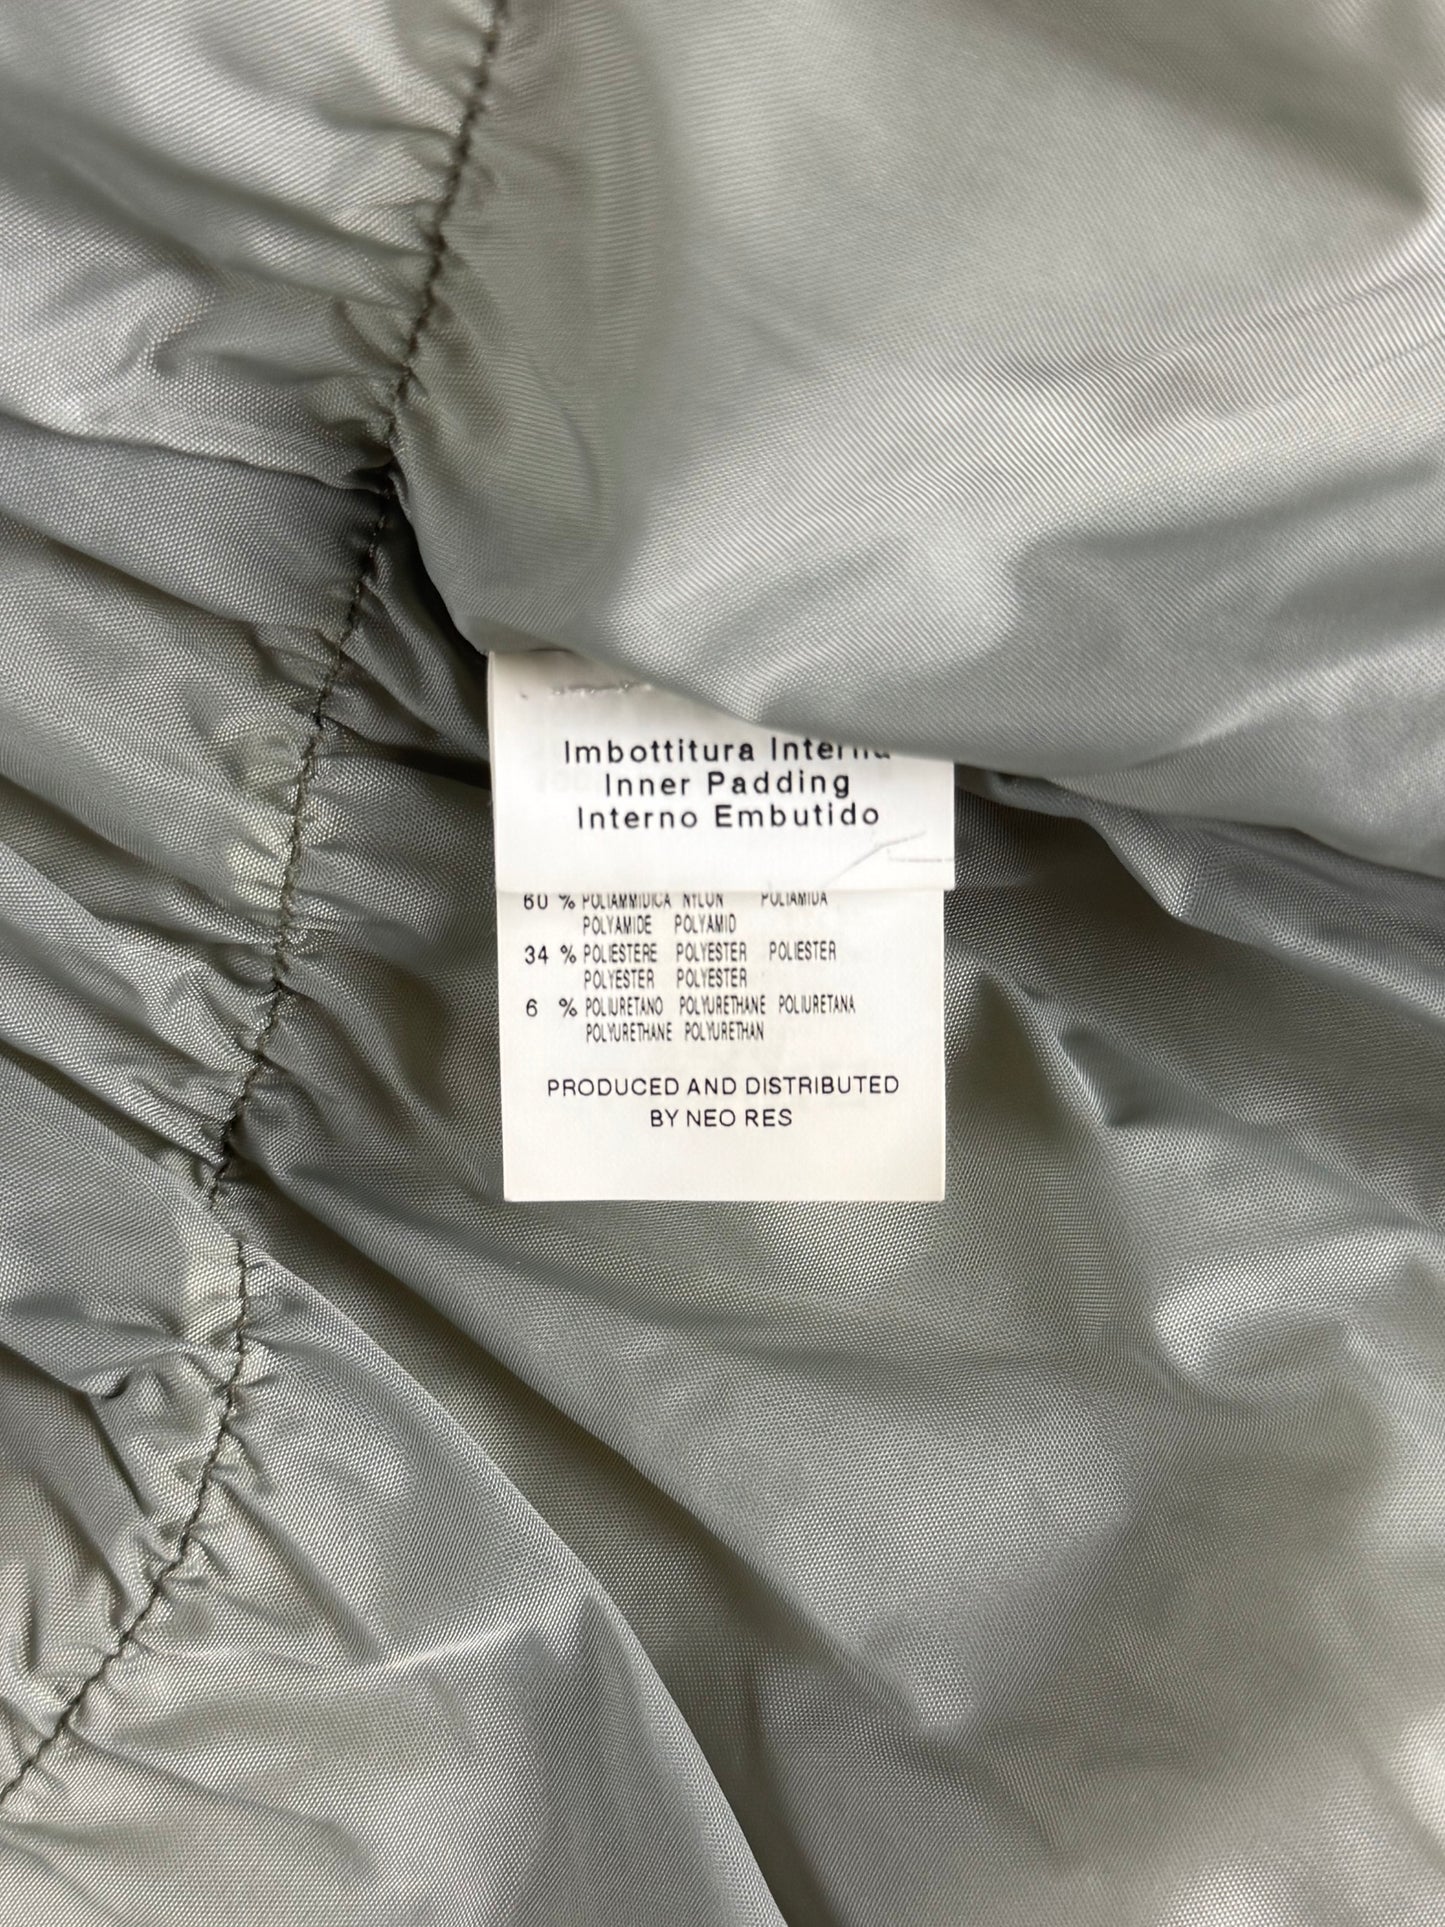 Imbottitura Interna
Inner Padding
Interno Embutido
60 % POLIAMMIDICA NYLON POLIAMIDA
POLYAMIDE POLYAMID
34 % POLIESTERE POLYESTER POLIESTER
POLYESTER POLYESTER
6 % POLIURETANO POLYURETHANE POLIURETANA
POLYURETHANE POLYURETHAN
PRODUCED AND DISTRIBUTED
BY NEO RES